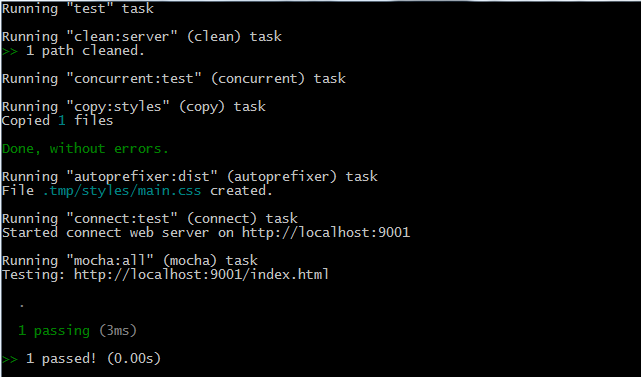 Running "test" task
Running "clean:server" (clean) task
>> 1 path cleaned.
Running "concurrent:test" (concurrent) task
Running "copy:styles" (copy) task
Copied 1 files
Done, without errors.
Running "autoprefixer:dist" (autoprefixer) task
File .tmp/styles/main.css created.
Running "connect:test" (connect) task
Started connect web server on http://localhost:9001
Running "mocha:all" (mocha) task
Testing: http://localhost:9001/index.html
.
1 passing (3ms)
>> 1 passed! (0.00s)